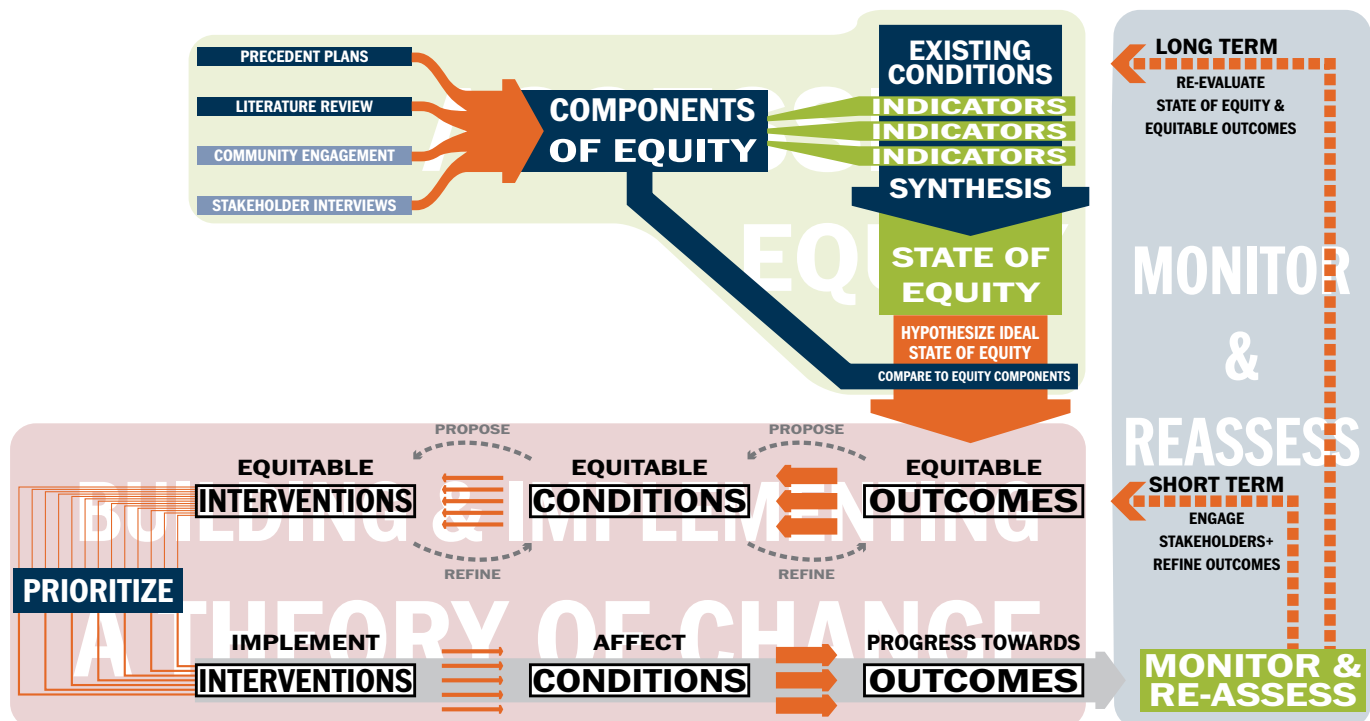 PRECEDENT PLANS
LITERATURE REVIEW
COMMUNITY ENGAGEMENT
STAKEHOLDER INTERVIEWS
COMPONENTS
OF EQUITY
EXISTING
CONDITIONS
INDICATORS
INDICATORS
INDICATORS
SYNTHESIS
STATE OF
EQUITY
HYPOTHESIZE IDEAL
STATE OF EQUITY
COMPARE TO EQUITY COMPONENTS
EQUITY
LONG TERM
RE-EVALUATE
STATE OF EQUITY &
EQUITABLE OUTCOMES
MONITOR
&
REASSESS
SHORT TERM
ENGAGE
STAKEHOLDERS+
REFINE OUTCOMES
MONITOR &
RE-ASSESS
PROPOSE
PROPOSE
EQUITABLE
INTERVENTIONS
EQUITABLE
CONDITIONS
EQUITABLE
OUTCOMES
BUILDING & IMPLEMENTING
REFINE
REFINE
PRIORITIZE
A THEORY OF CHANGE
IMPLEMENT
INTERVENTIONS
AFFECT
CONDITIONS
PROGRESS TOWARDS
OUTCOMES